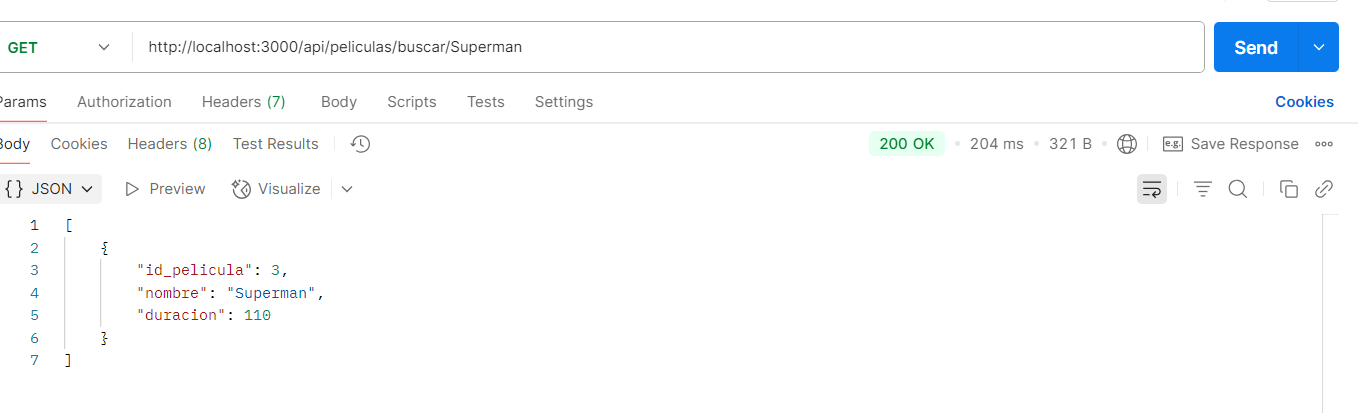 GET http://localhost:3000/api/peliculas/buscar/Superman Send
Params Authorization Headers (7) Body Scripts Tests Settings Cookies
Body Cookies Headers (8) Test Results 200 OK 204 ms 321 B e.g. Save Response
{} JSON Preview Visualize
1 [
2 {
3 "id_pelicula": 3,
4 "nombre": "Superman",
5 "duracion": 110
6 }
7 ]